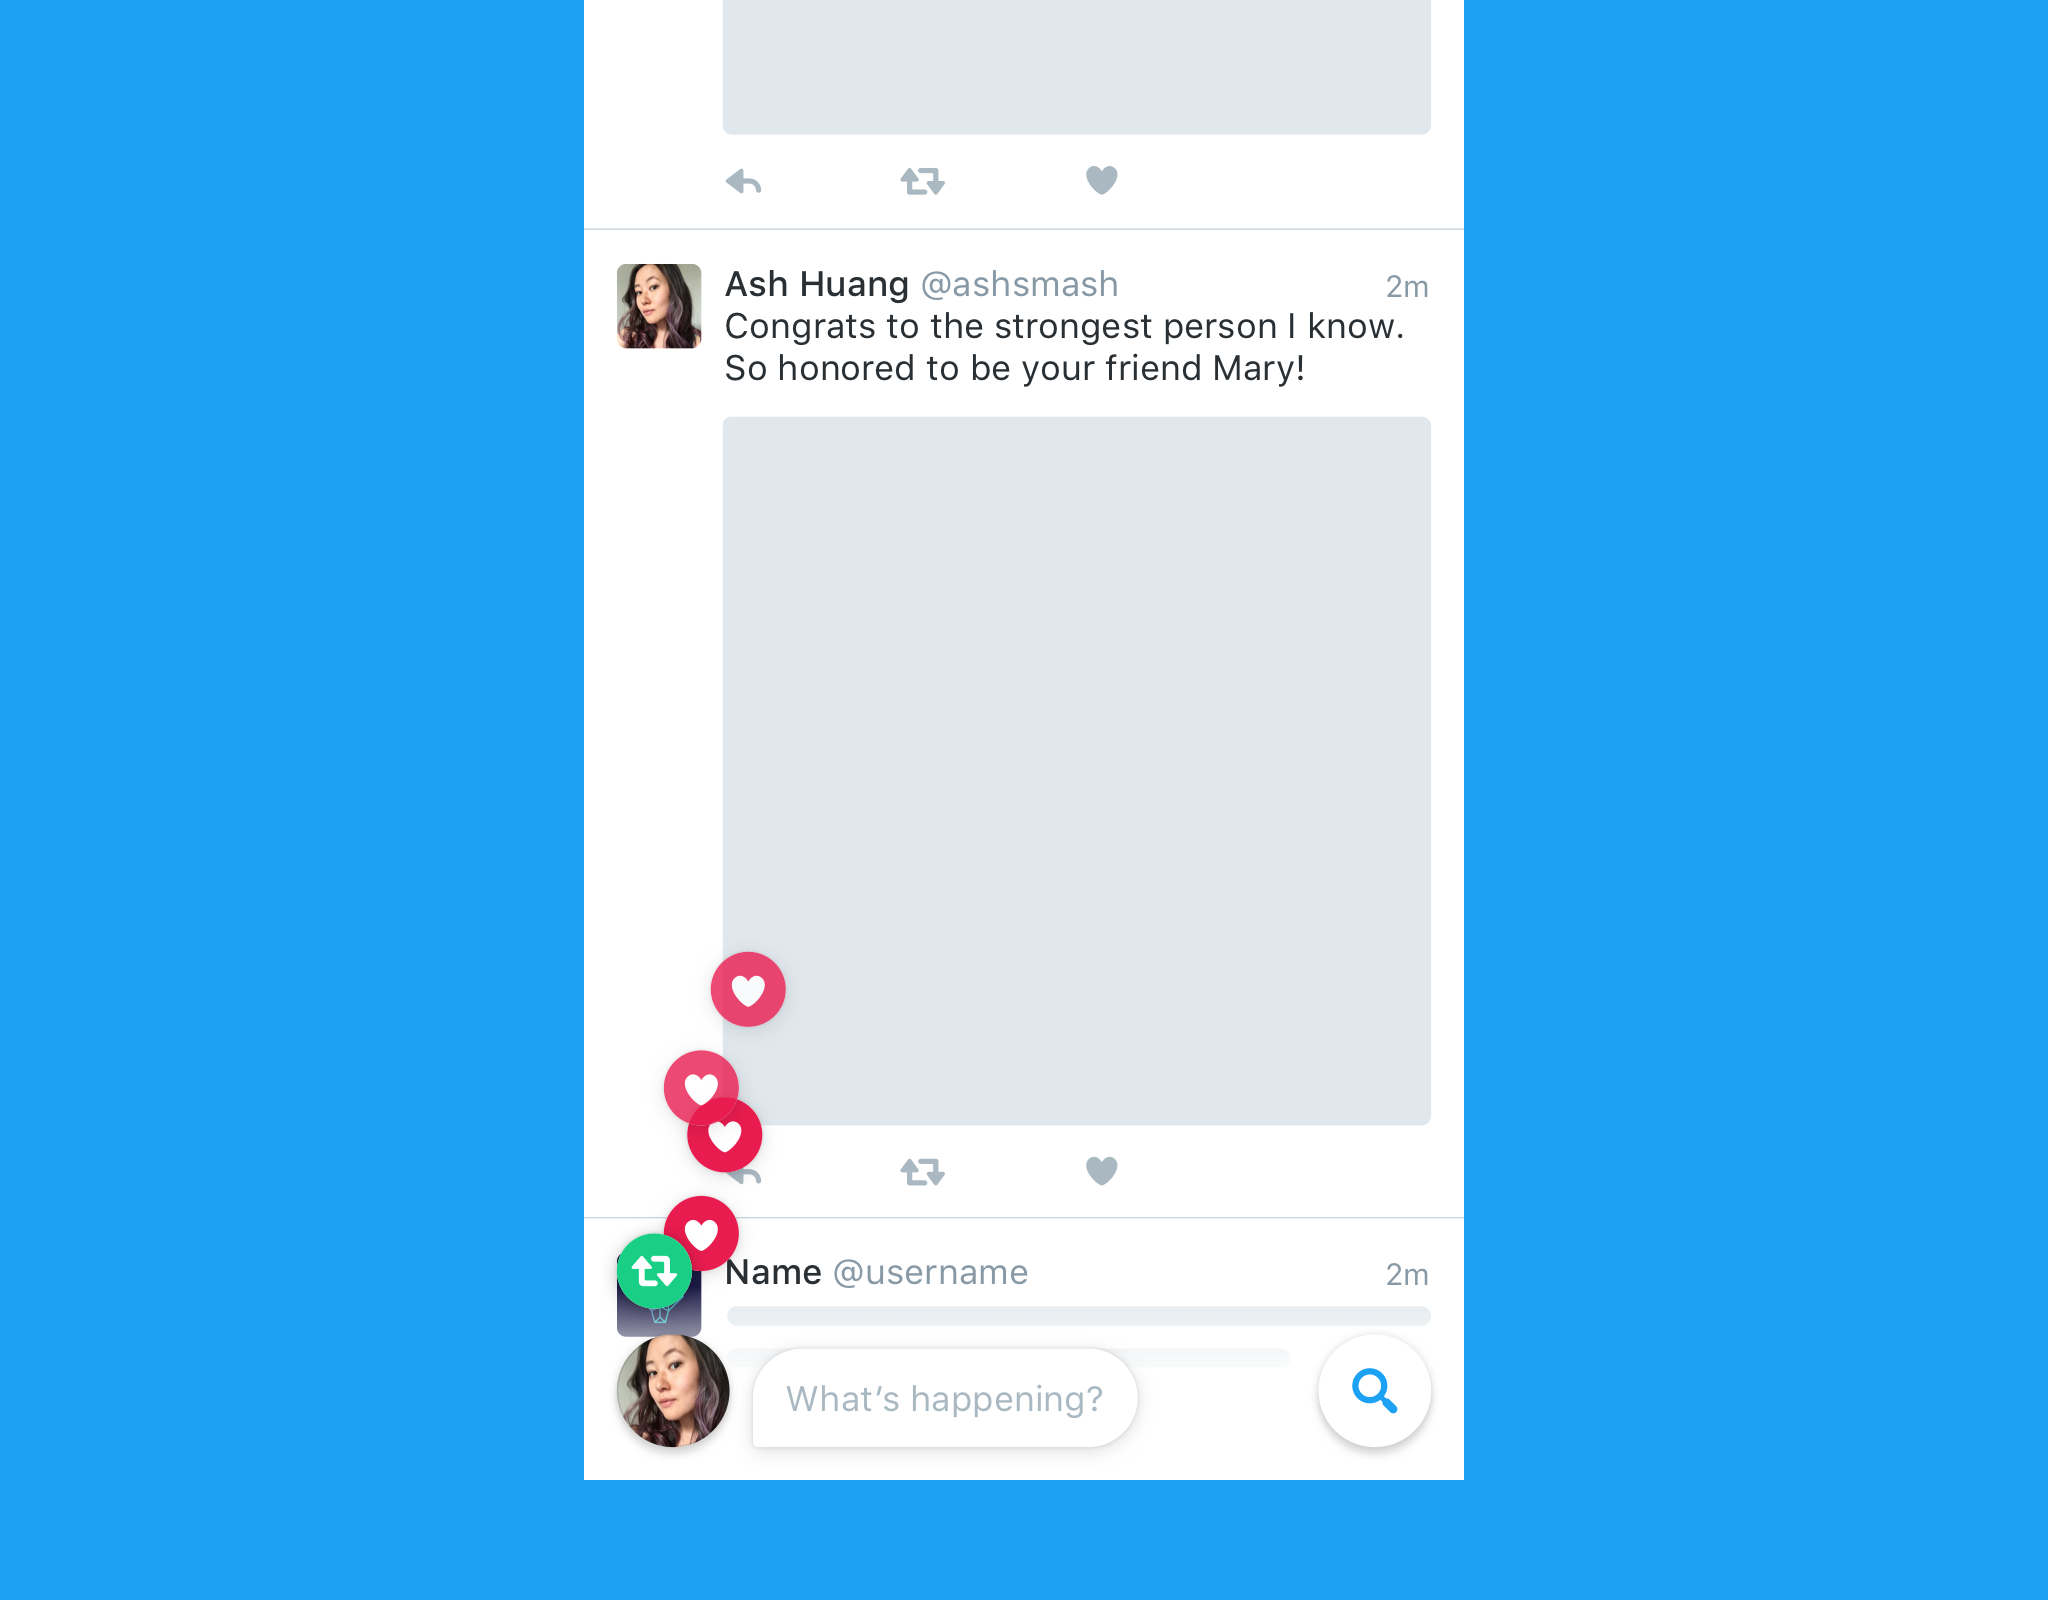 Ash Huang @ashsmash 2m
Congrats to the strongest person I know.
So honored to be your friend Mary!
Name @username 2m
What’s happening?